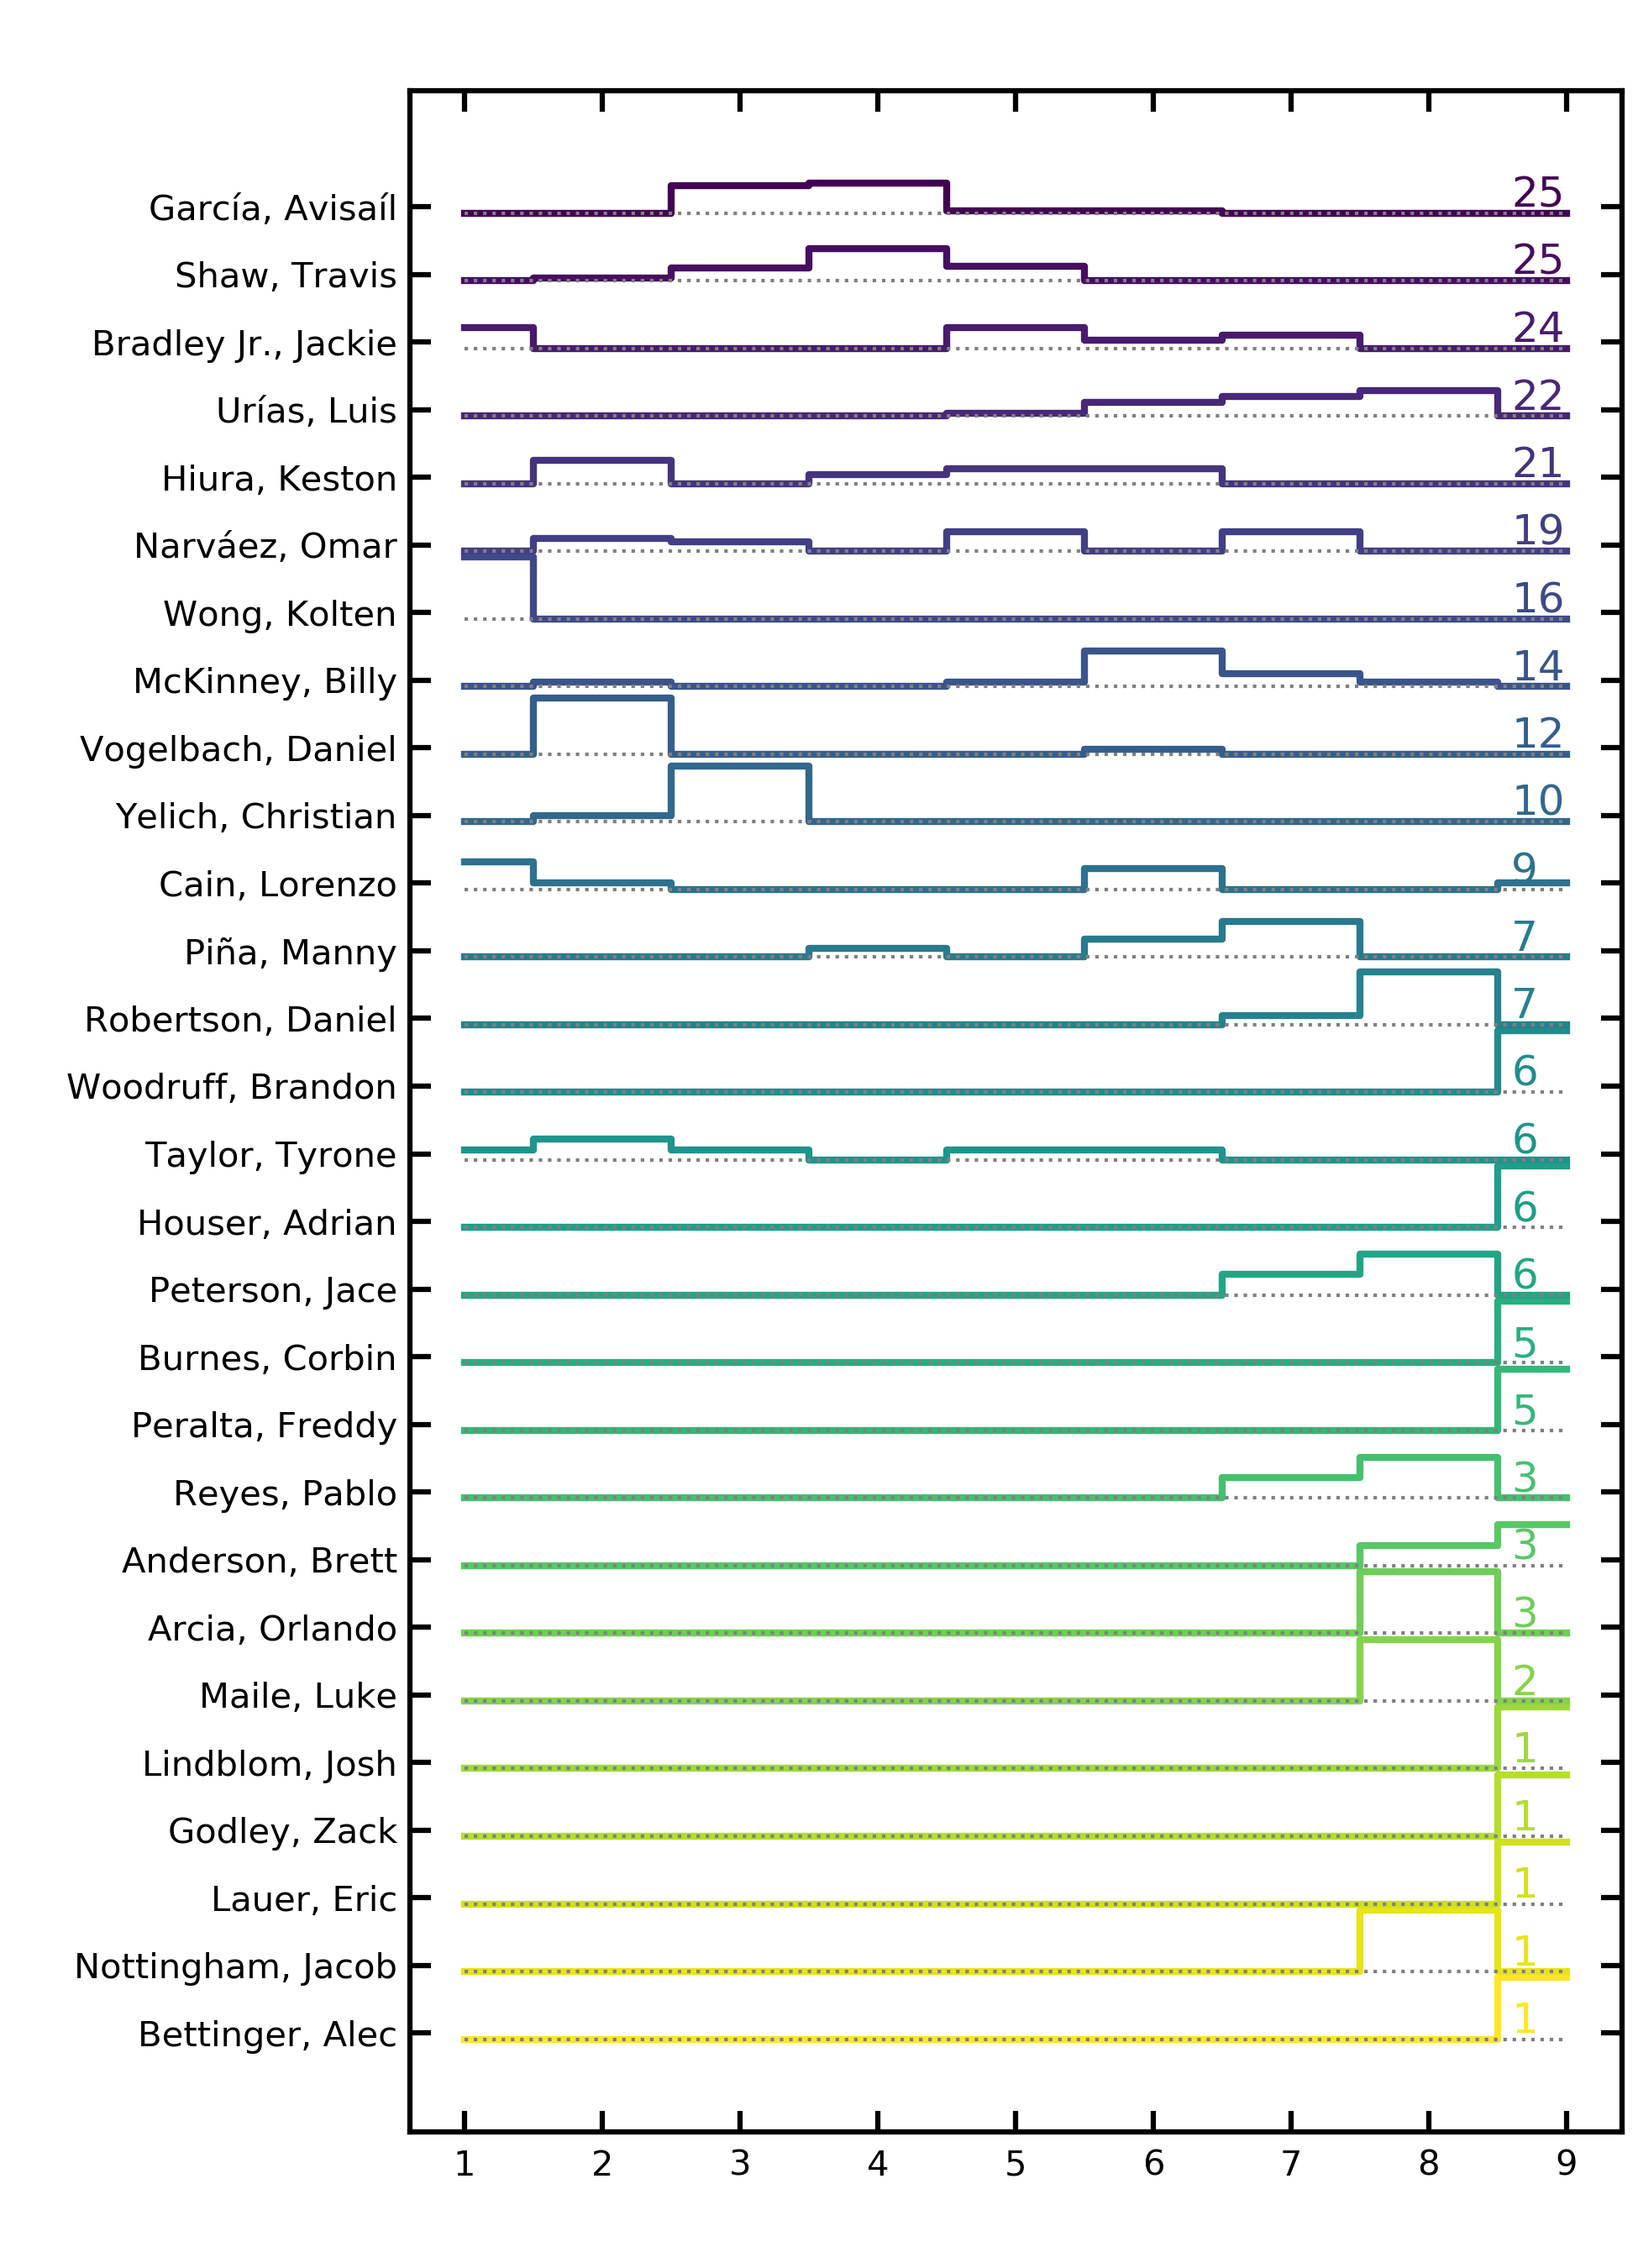 García, Avisaíl 25
Shaw, Travis 25
Bradley Jr., Jackie 24
Urías, Luis 22
Hiura, Keston 21
Narváez, Omar 19
Wong, Kolten 16
McKinney, Billy 14
Vogelbach, Daniel 12
Yelich, Christian 10
Cain, Lorenzo 9
Piña, Manny 7
Robertson, Daniel 7
Woodruff, Brandon 6
Taylor, Tyrone 6
Houser, Adrian 6
Peterson, Jace 6
Burnes, Corbin 5
Peralta, Freddy 5
Reyes, Pablo 3
Anderson, Brett 3
Arcia, Orlando 3
Maile, Luke 2
Lindblom, Josh 1
Godley, Zack 1
Lauer, Eric 1
Nottingham, Jacob 1
Bettinger, Alec 1
1 2 3 4 5 6 7 8 9